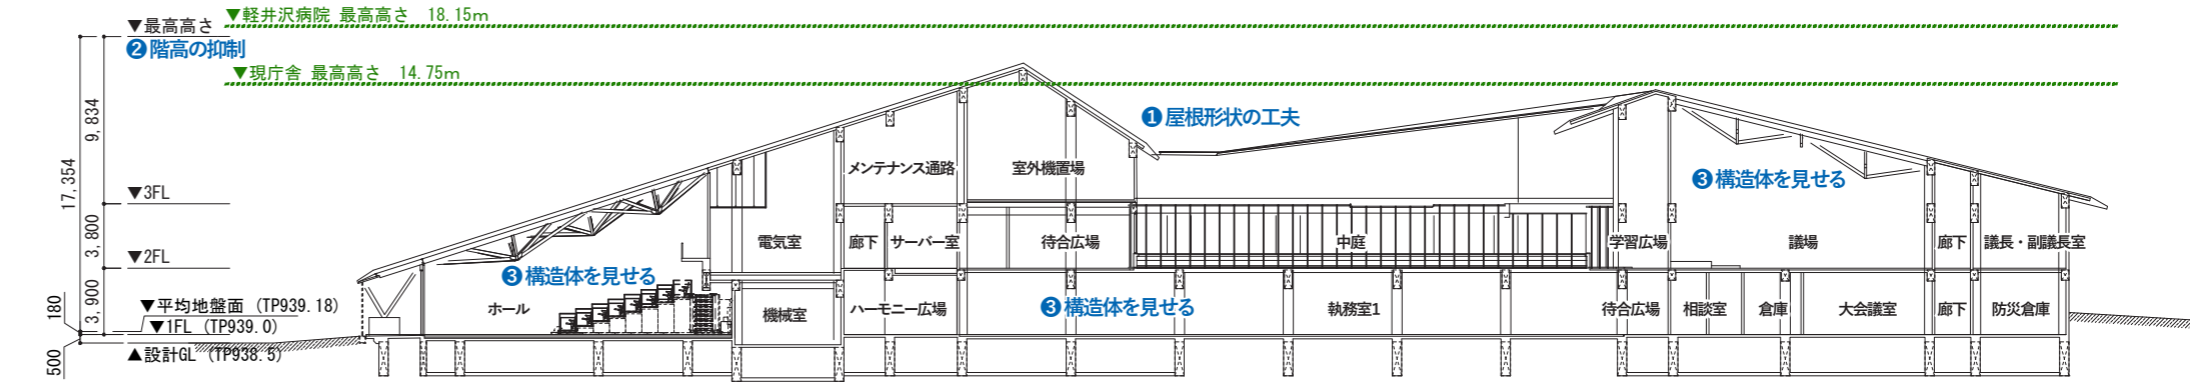 ▼軽井沢病院 最高高さ 18.15m
▼最高高さ
❷階高の抑制
▼現庁舎 最高高さ 14.75m
9,834
❶屋根形状の工夫
17,354
メンテナンス通路
室外機置場
❸構造体を見せる
▼3FL
3,800
電気室
廊下
サーバー室
待合広場
中庭
学習広場
議場
廊下
議長・副議長室
▼2FL
❸構造体を見せる
3,900
180
▼平均地盤面 (TP939.18)
ホール
機械室
ハーモニー広場
❸構造体を見せる
執務室1
待合広場
相談室
倉庫
大会議室
廊下
防災倉庫
▼1FL (TP939.0)
▲設計GL (TP938.5)
500